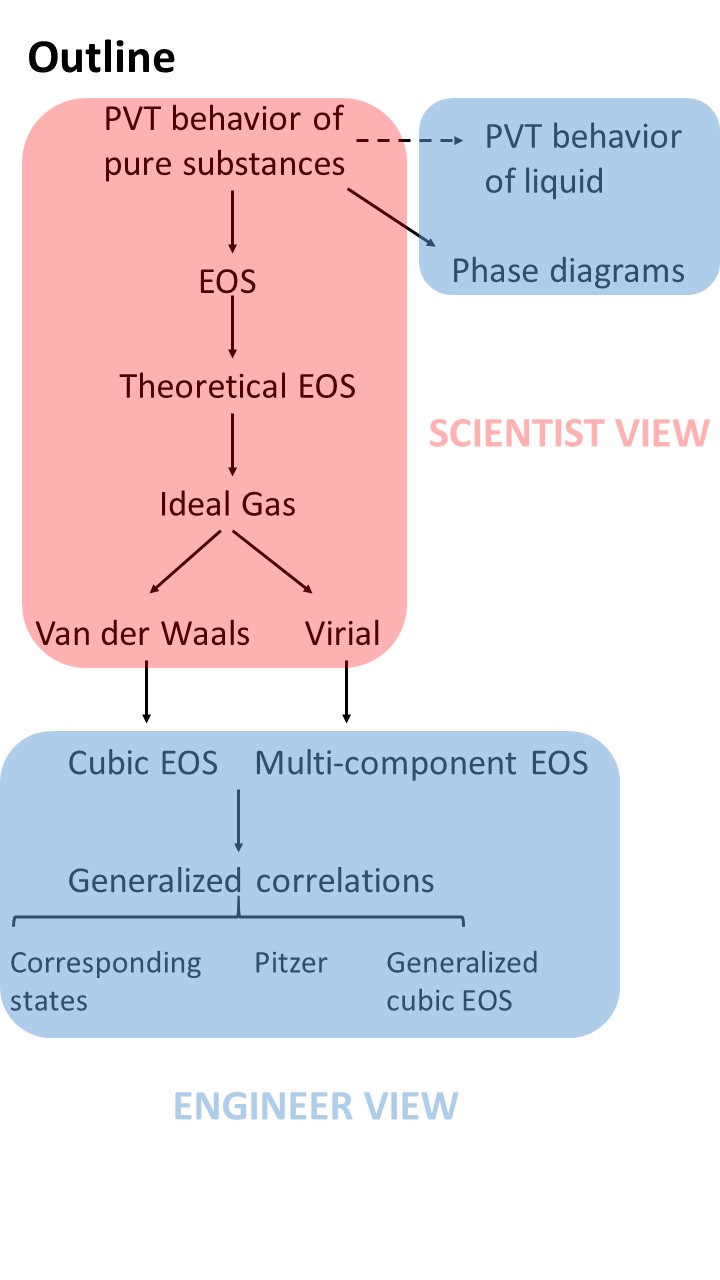 Outline
PVT behavior of
pure substances
PVT behavior
of liquid
Phase diagrams
EOS
Theoretical EOS
SCIENTIST VIEW
Ideal Gas
Van der Waals
Virial
Cubic EOS
Multi-component EOS
Generalized correlations
Corresponding
states
Pitzer
Generalized
cubic EOS
ENGINEER VIEW